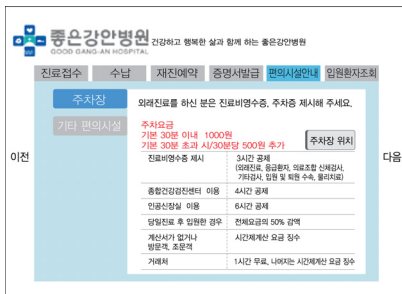 좋은강안병원 건강하고 행복한 삶과 함께 하는 좋은강안병원
GOOD GANG-AN HOSPITAL
진료접수 수납 재진예약 증명서발급 편의시설안내 입원환자조회
주차장
기타 편의시설
이전
다음
외래진료를 하신 분은 진료비영수증, 주차증 제시해 주세요.
주차요금
기본 30분 이내 1000원
기본 30분 초과 시/30분당 500원 추가
주차장 위치
진료비영수증 제시 3시간 공제
(외래진료, 응급환자, 의료조합 신체검사,
기타검사, 입원 및 퇴원 수속, 물리치료)
종합건강검진센터 이용 4시간 공제
인공신장실 이용 6시간 공제
당일진료 후 입원한 경우 전체요금의 50% 감액
계산서가 없거나 시간제계산 요금 징수
방문객, 조문객
거래처 1시간 무료, 나머지는 시간제계산 요금 징수